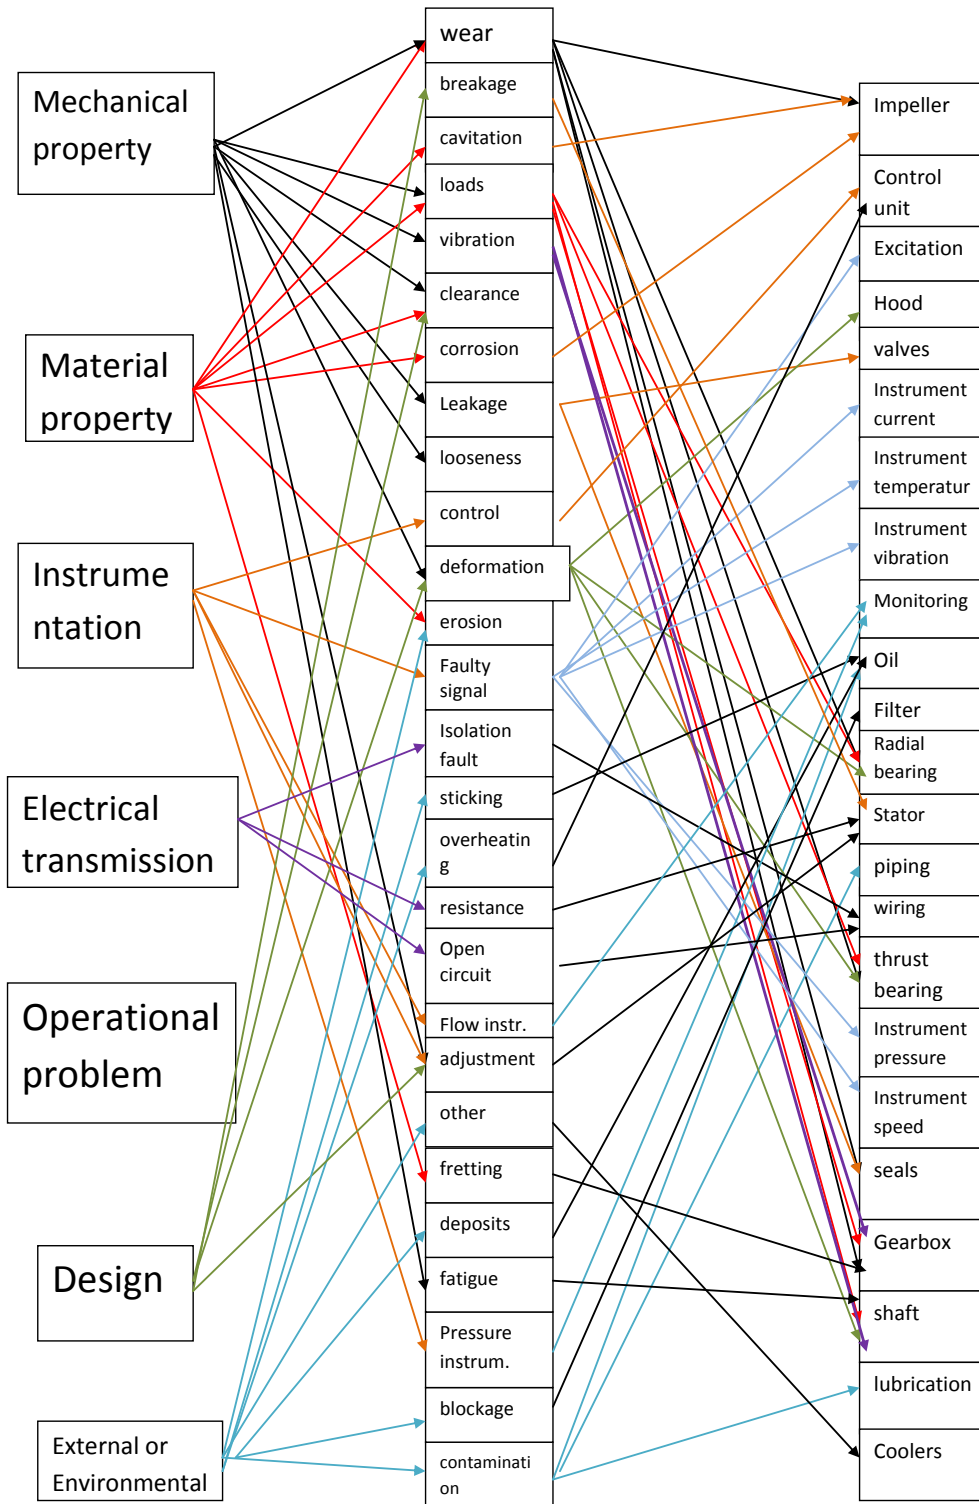 Mechanical
property
Material
property
Instrume
ntation
Electrical
transmission
Operational
problem
Design
External or
Environmental
wear
breakage
cavitation
loads
vibration
clearance
corrosion
Leakage
looseness
control
deformation
erosion
Faulty
signal
Isolation
fault
sticking
overheatin
g
resistance
Open
circuit
Flow instr.
adjustment
other
fretting
deposits
fatigue
Pressure
instrum.
blockage
contaminati
on
Impeller
Control
unit
Excitation
Hood
valves
Instrument
current
Instrument
temperatur
Instrument
vibration
Monitoring
Oil
Filter
Radial
bearing
Stator
piping
wiring
thrust
bearing
Instrument
pressure
Instrument
speed
seals
Gearbox
shaft
lubrication
Coolers